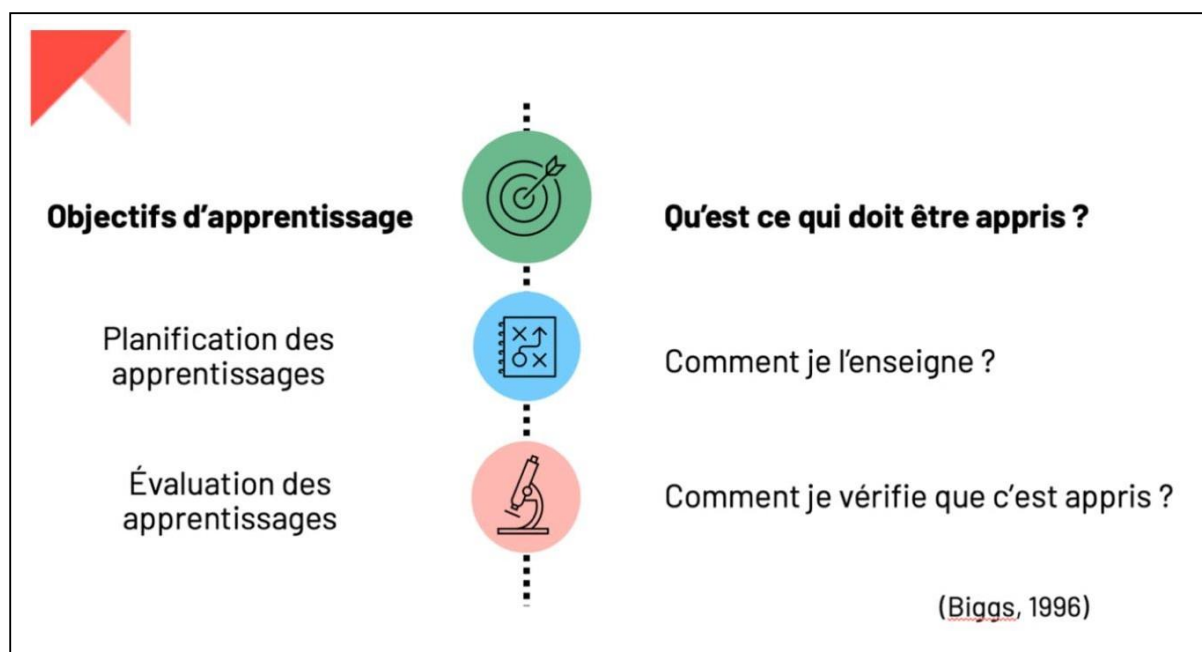 Objectifs d’apprentissage
Qu’est ce qui doit être appris ?
Planification des
apprentissages
Comment je l’enseigne ?
Évaluation des
apprentissages
Comment je vérifie que c’est appris ?
(Biggs, 1996)